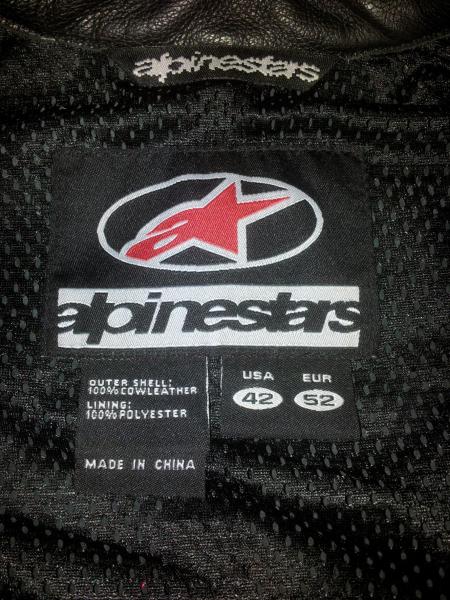 alpinestars
alpinestars
OUTER SHELL:
100%COWLEATHER
LINING:
100%POLYESTER
MADE IN CHINA
USA EUR
42 52